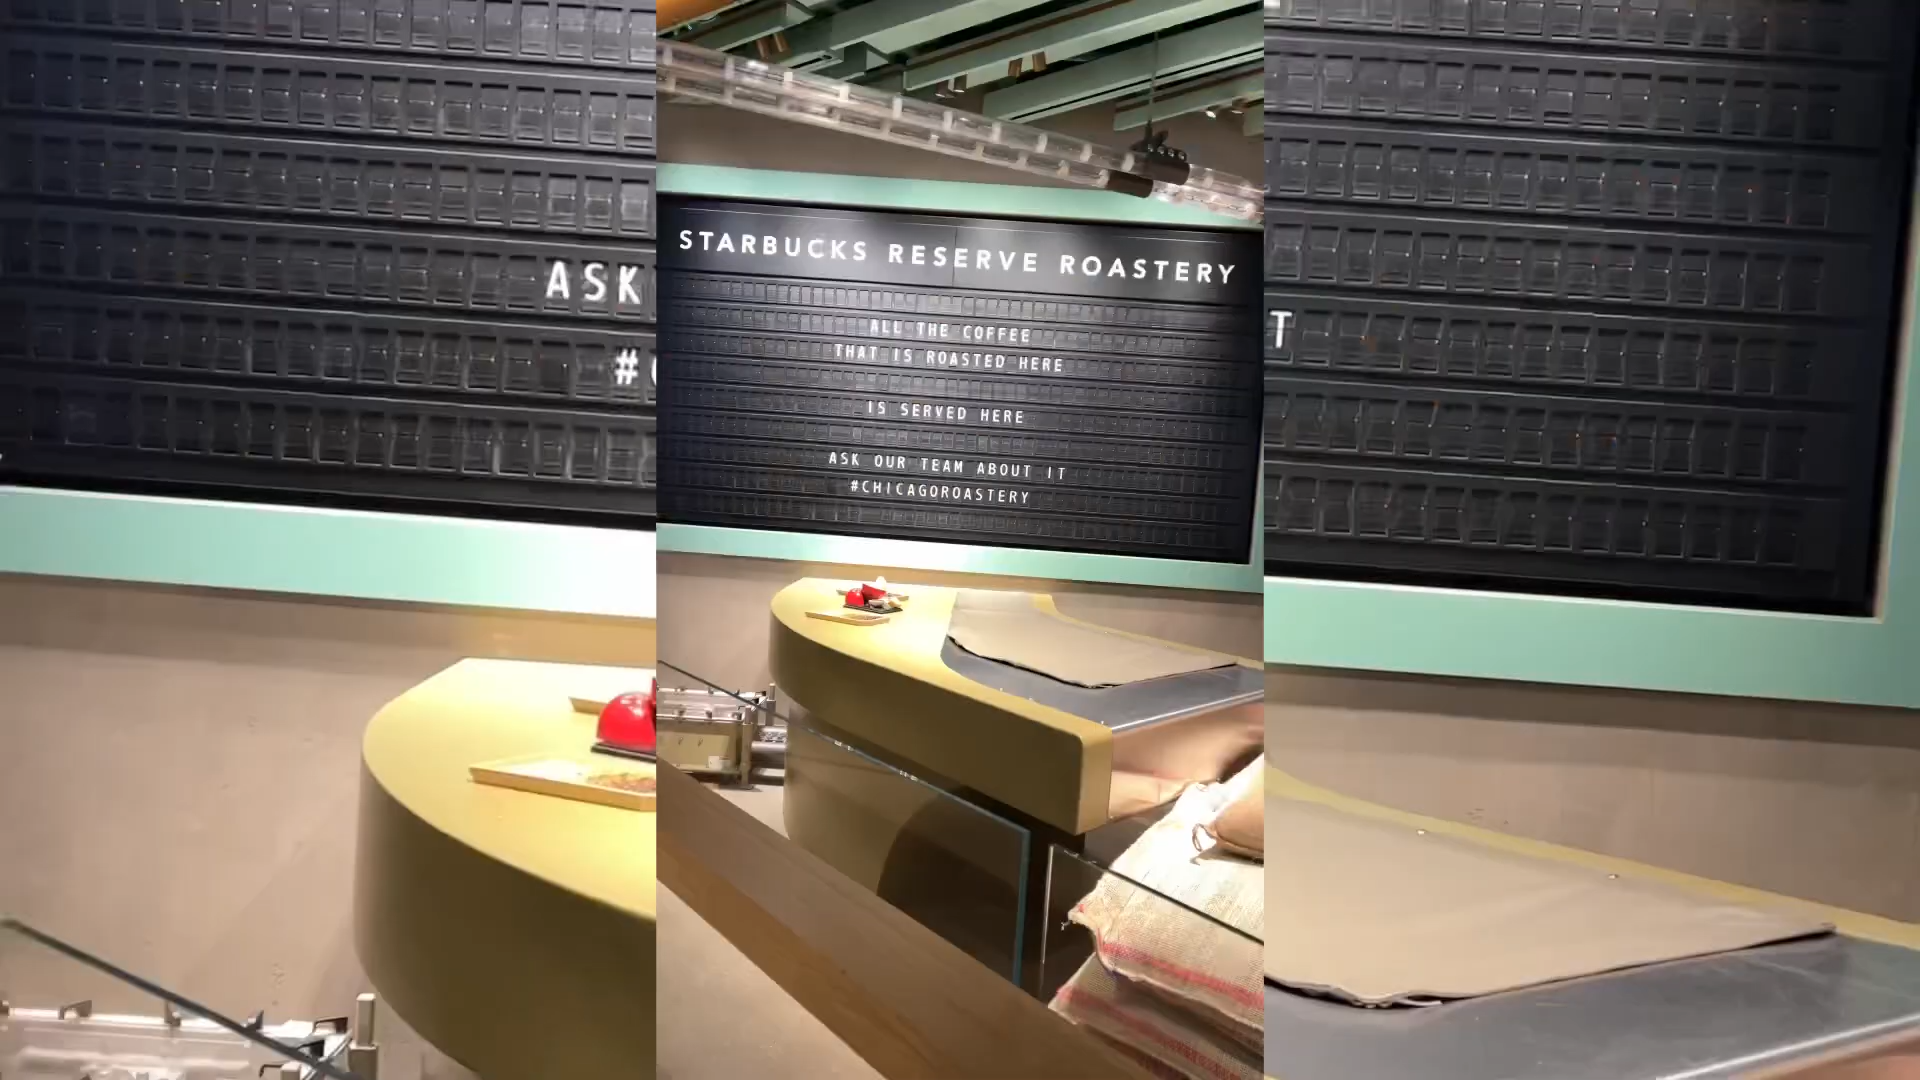 STARBUCKS RESERVE ROASTERY
ALL THE COFFEE
THAT IS ROASTED HERE
IS SERVED HERE
ASK OUR TEAM ABOUT IT
#CHICAGOROASTERY
ASK
#
T